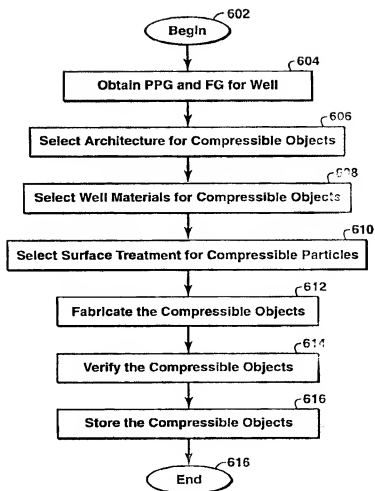 602
Begin
604
Obtain PPG and FG for Well
606
Select Architecture for Compressible Objects
608
Select Well Materials for Compressible Objects
610
Select Surface Treatment for Compressible Particles
612
Fabricate the Compressible Objects
614
Verify the Compressible Objects
616
Store the Compressible Objects
616
End